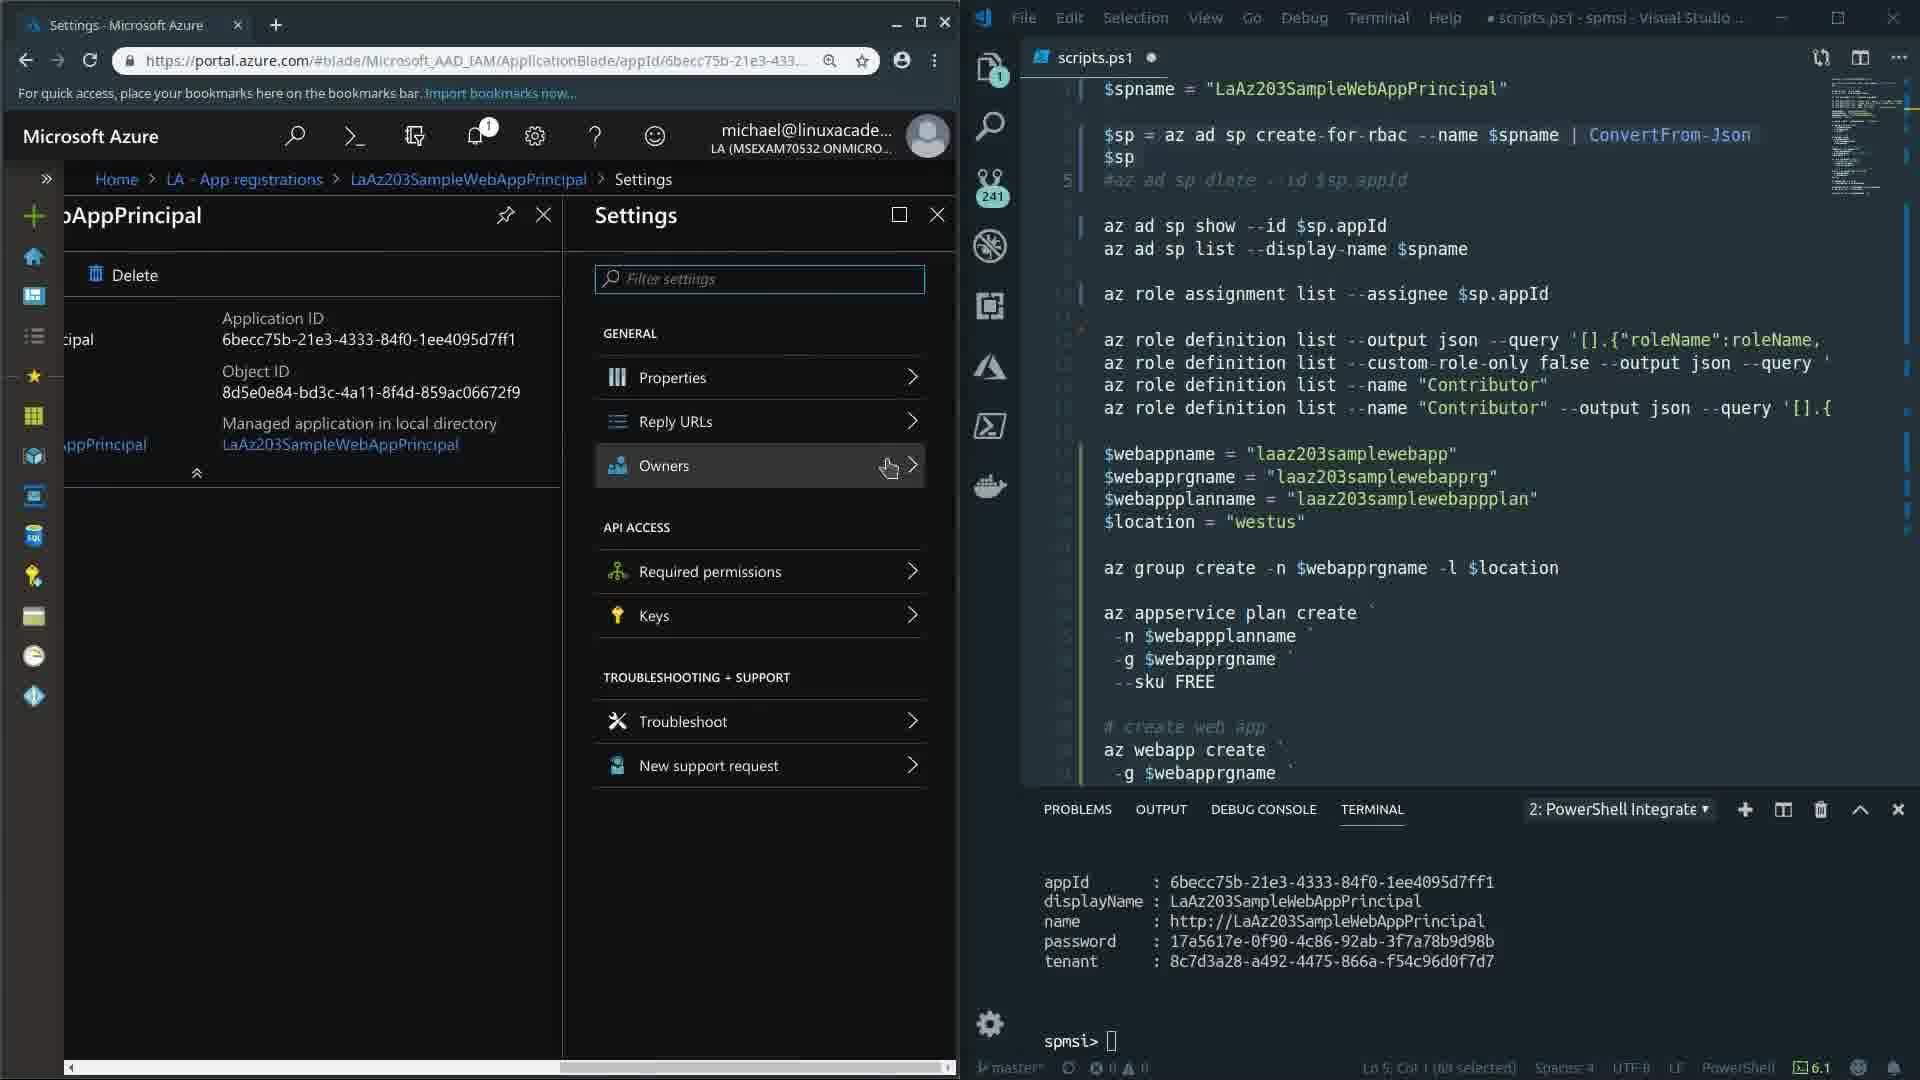 Settings - Microsoft Azure
https://portal.azure.com/#blade/Microsoft_AAD_IAM/ApplicationBlade/appId/6becc75b-21e3-433...
For quick access, place your bookmarks here on the bookmarks bar. Import bookmarks now...
Microsoft Azure
1
michael@linuxacade...
LA (MSEXAM70532.ONMICRO...
Home > LA - App registrations > LaAz203SampleWebAppPrincipal > Settings
bAppPrincipal
Delete
cipal
Application ID
6becc75b-21e3-4333-84f0-1ee4095d7ff1
Object ID
8d5e0e84-bd3c-4a11-8f4d-859ac06672f9
Managed application in local directory
AppPrincipal
LaAz203SampleWebAppPrincipal
SQL
Settings
Filter settings
GENERAL
Properties
Reply URLs
Owners
API ACCESS
Required permissions
Keys
TROUBLESHOOTING + SUPPORT
Troubleshoot
New support request
File Edit Selection View Go Debug Terminal Help
● scripts.ps1 - spmsi - Visual Studio ...
scripts.ps1 ●
1
241
$spname = "LaAz203SampleWebAppPrincipal"
$sp = az ad sp create-for-rbac --name $spname | ConvertFrom-Json
$sp
5 #az ad sp dlete --id $sp.appId
az ad sp show --id $sp.appId
az ad sp list --display-name $spname
az role assignment list --assignee $sp.appId
az role definition list --output json --query '[].{"roleName":roleName,
az role definition list --custom-role-only false --output json --query '
az role definition list --name "Contributor"
az role definition list --name "Contributor" --output json --query '[].{
$webappname = "laaz203samplewebapp"
$webapprgname = "laaz203samplewebapprg"
$webappplanname = "laaz203samplewebappplan"
$location = "westus"
az group create -n $webapprgname -l $location
az appservice plan create `
-n $webappplanname `
-g $webapprgname `
--sku FREE
# create web app
az webapp create `
-g $webapprgname `
PROBLEMS OUTPUT DEBUG CONSOLE TERMINAL
2: PowerShell Integrate
appId : 6becc75b-21e3-4333-84f0-1ee4095d7ff1
displayName : LaAz203SampleWebAppPrincipal
name : http://LaAz203SampleWebAppPrincipal
password : 17a5617e-0f90-4c86-92ab-3f7a78b9d98b
tenant : 8c7d3a28-a492-4475-866a-f54c96d0f7d7
spmsi>
master* 0 0 Ln 5, Col 1 (69 selected) Spaces: 4 UTF-8 LF PowerShell 6.1